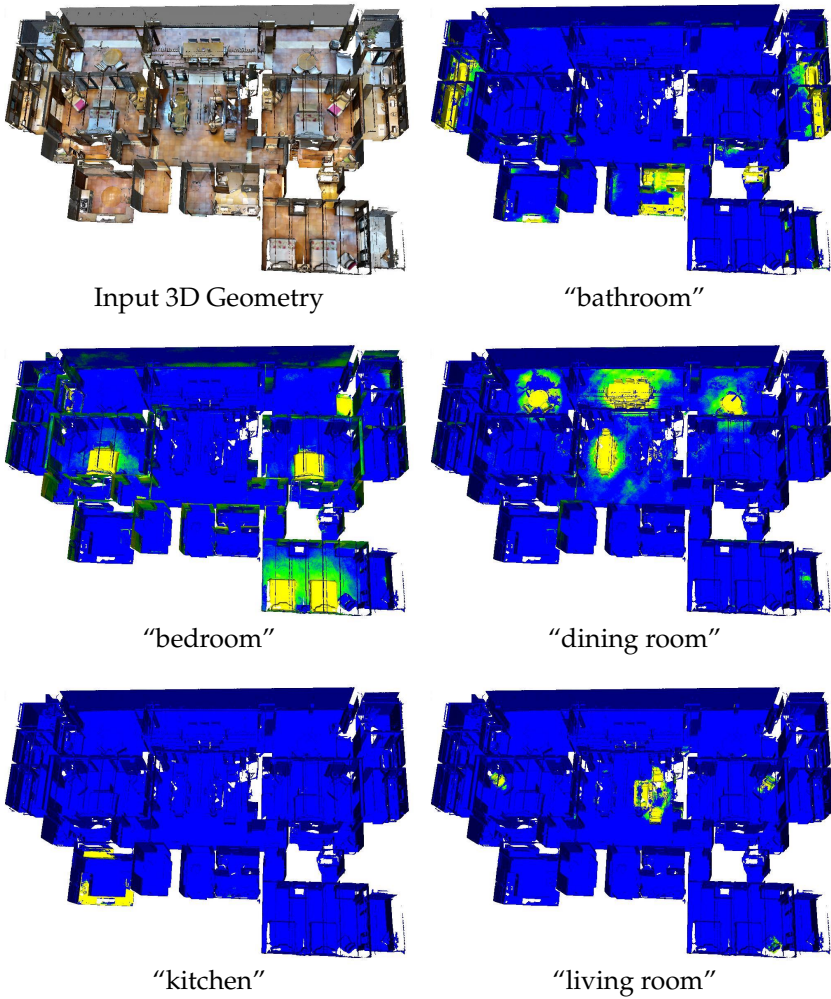 Input 3D Geometry
“bathroom”
“bedroom”
“dining room”
“kitchen”
“living room”